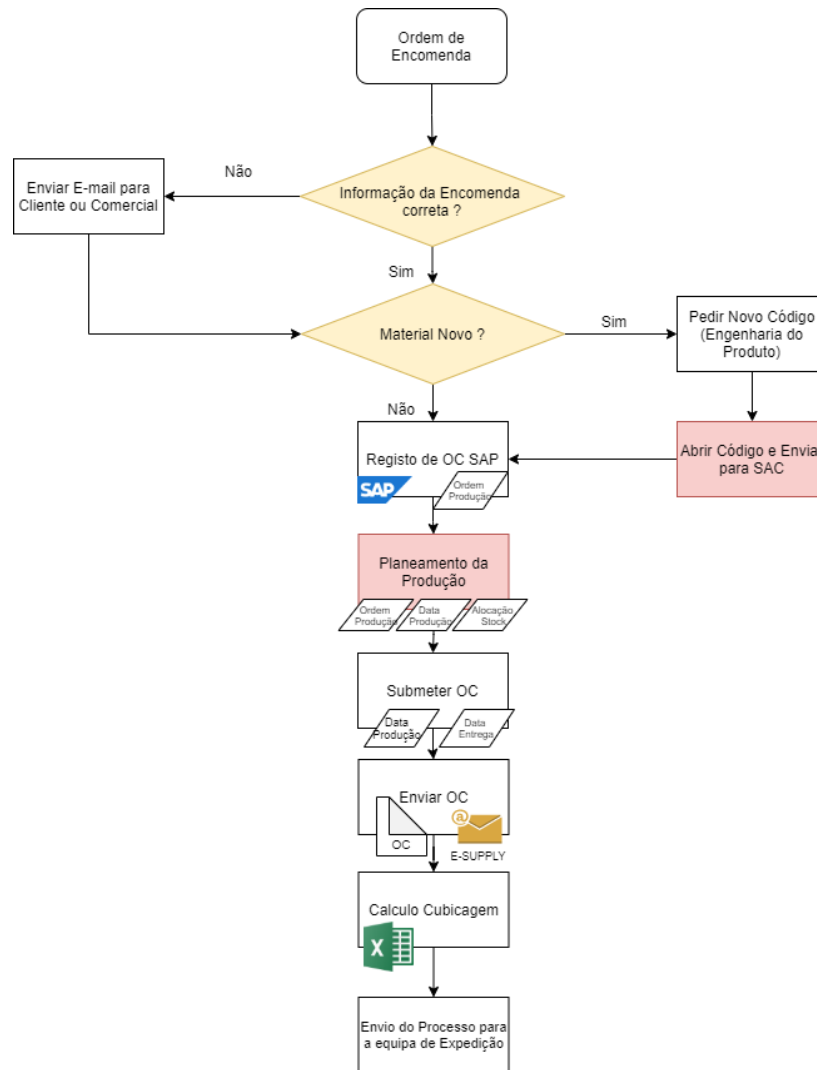 Ordem de
Encomenda
Não
Enviar E-mail para
Cliente ou Comercial
Informação da Encomenda
correta ?
Sim
Material Novo ?
Sim
Pedir Novo Código
(Engenharia do
Produto)
Não
Registo de OC SAP
SAP
Ordem
Produção
Abrir Código e Envia
para SAC
Planeamento da
Produção
Ordem
Produção
Data
Produção
Alocação
Stock
Submeter OC
Data
Produção
Data
Entrega
Enviar OC
OC
@
E-SUPPLY
Calculo Cubicagem
X
Envio do Processo para
a equipa de Expedição